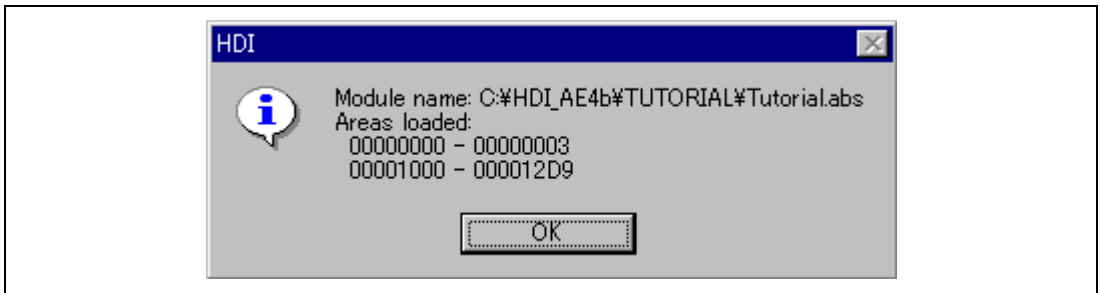 HDI
Module name: C:¥HDI_AE4b¥TUTORIAL¥Tutorial.abs
Areas loaded:
00000000 - 00000003
00001000 - 000012D9
OK